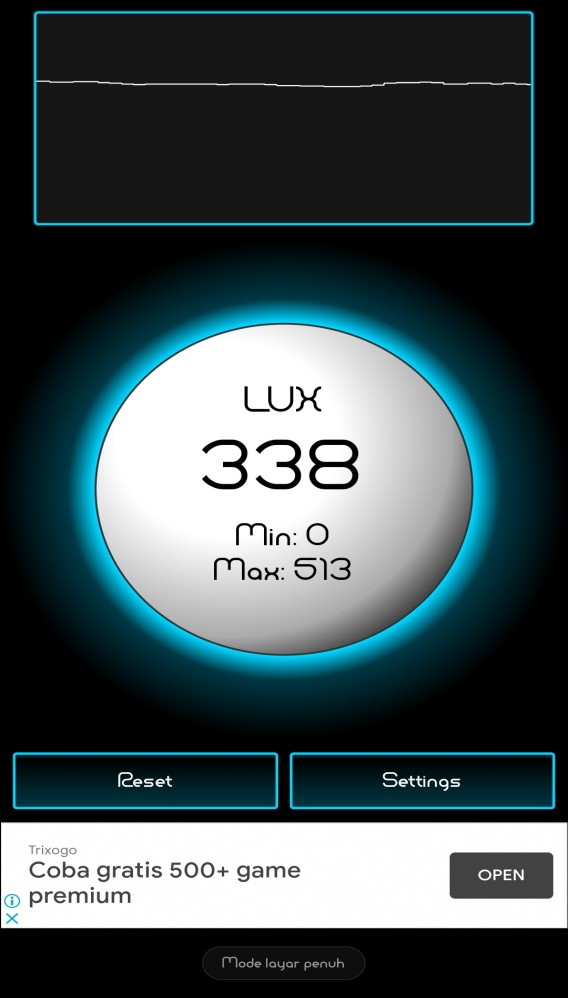 LUX
338
Min: 0
Max: 513
Reset
Settings
Trixogo
Coba gratis 500+ game
premium
OPEN
Mode layar penuh